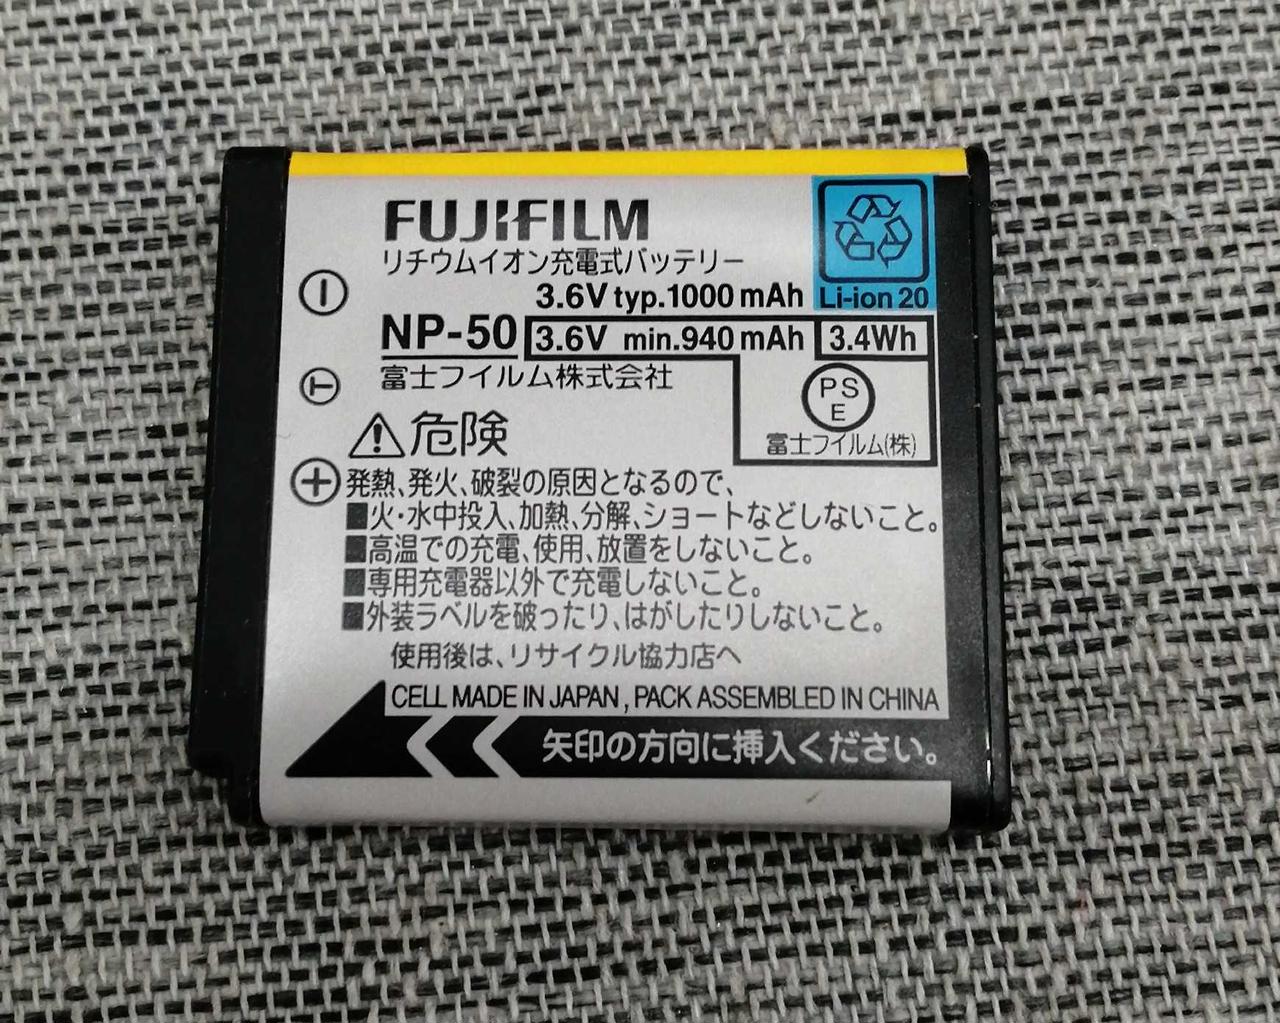 FUJIFILM
リチウムイオン充電式バッテリー
3.6V typ.1000 mAh
Li-ion 20
NP-50
3.6V min.940 mAh
3.4Wh
富士フイルム株式会社
PS
E
富士フイルム(株)
T
危険
発熱、発火、破裂の原因となるので、
■火・水中投入、加熱、分解、ショートなどしないこと。
■高温での充電、使用、放置をしないこと。
■専用充電器以外で充電しないこと。
■外装ラベルを破ったり、はがしたりしないこと。
使用後は、リサイクル協力店へ
CELL MADE IN JAPAN , PACK ASSEMBLED IN CHINA
矢印の方向に挿入ください。